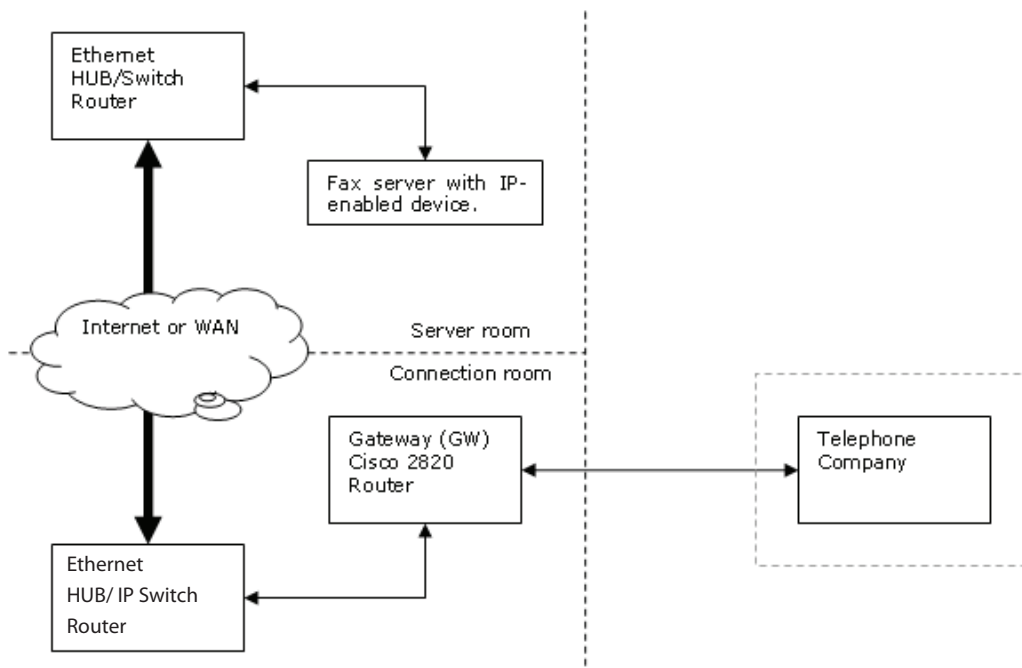 Ethernet
HUB/Switch
Router
Fax server with IP-
enabled device.
Internet or WAN
Server room
Connection room
Gateway (GW)
Cisco 2820
Router
Telephone
Company
Ethernet
HUB/ IP Switch
Router